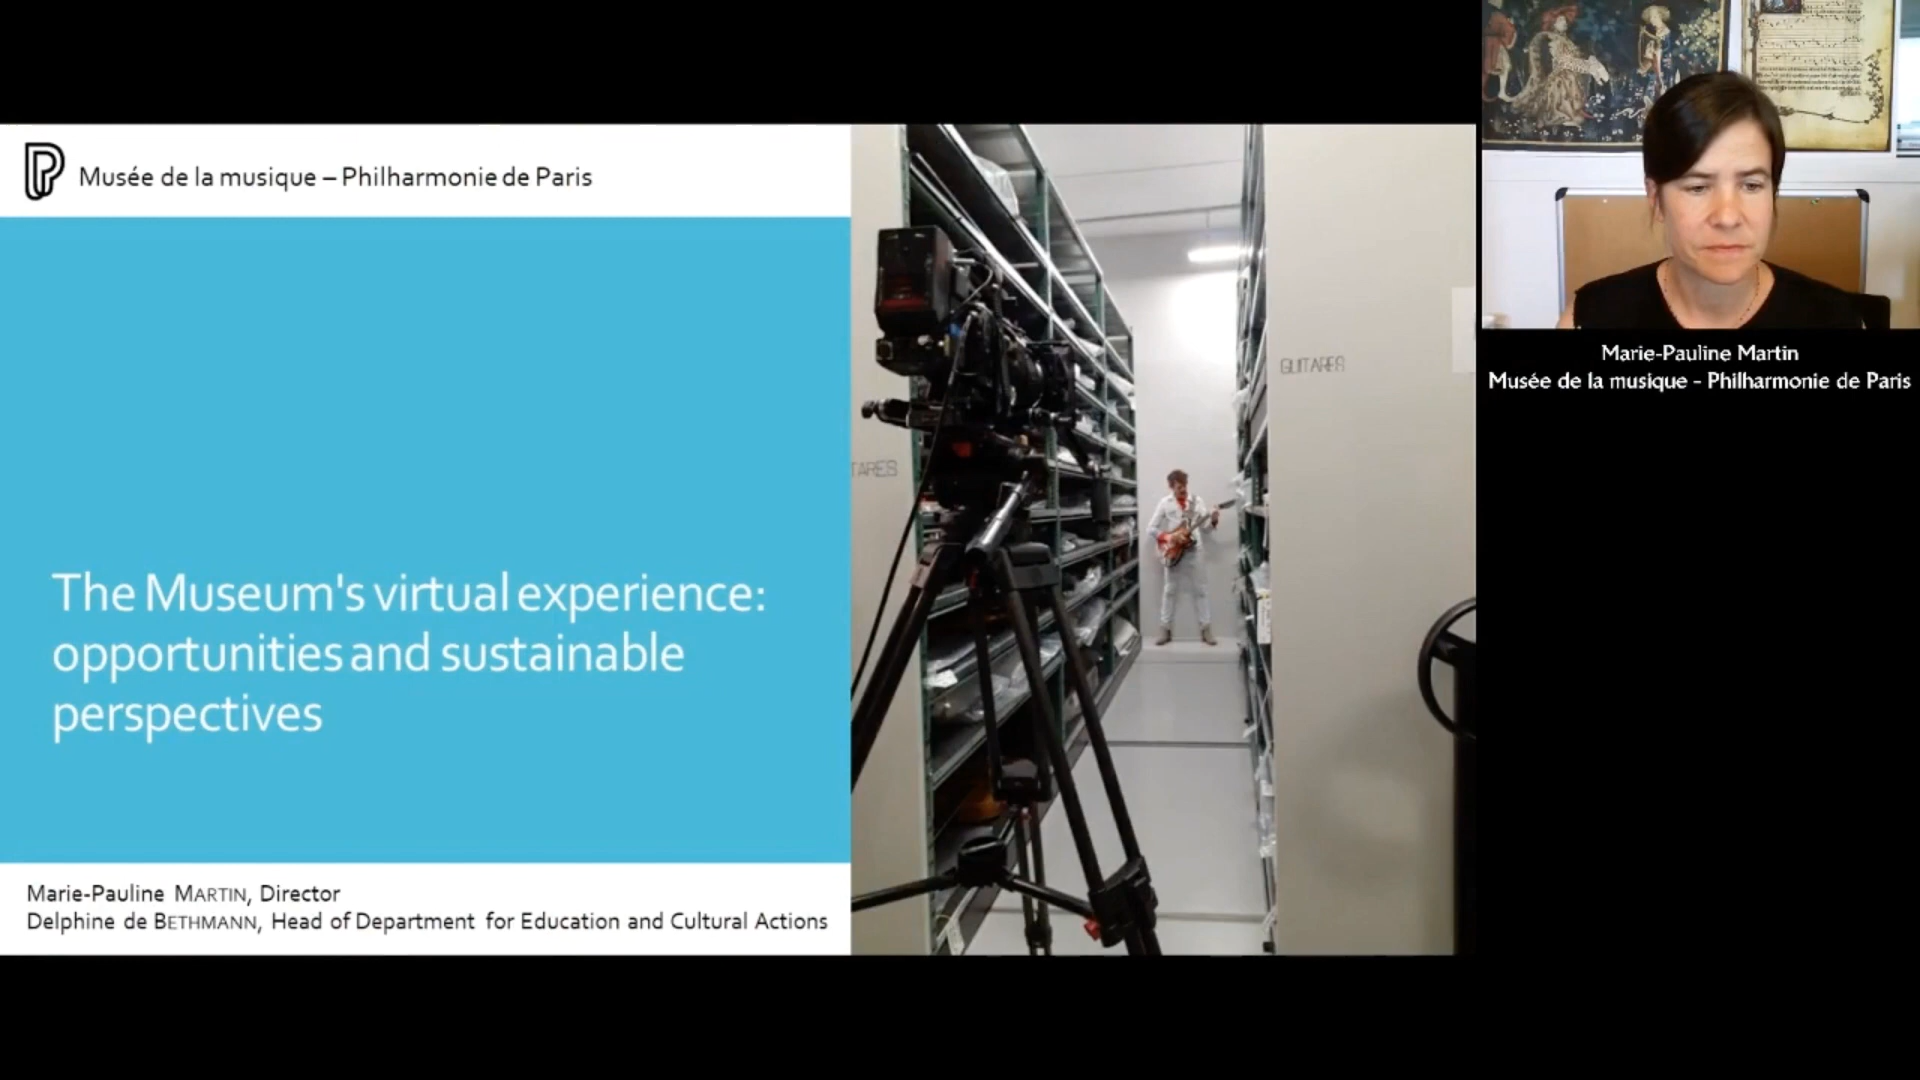 Musée de la musique – Philharmonie de Paris
The Museum's virtual experience:
opportunities and sustainable
perspectives
Marie-Pauline MARTIN, Director
Delphine de BETHMANN, Head of Department for Education and Cultural Actions
TARES
GUITARES
Marie-Pauline Martin
Musée de la musique - Philharmonie de Paris